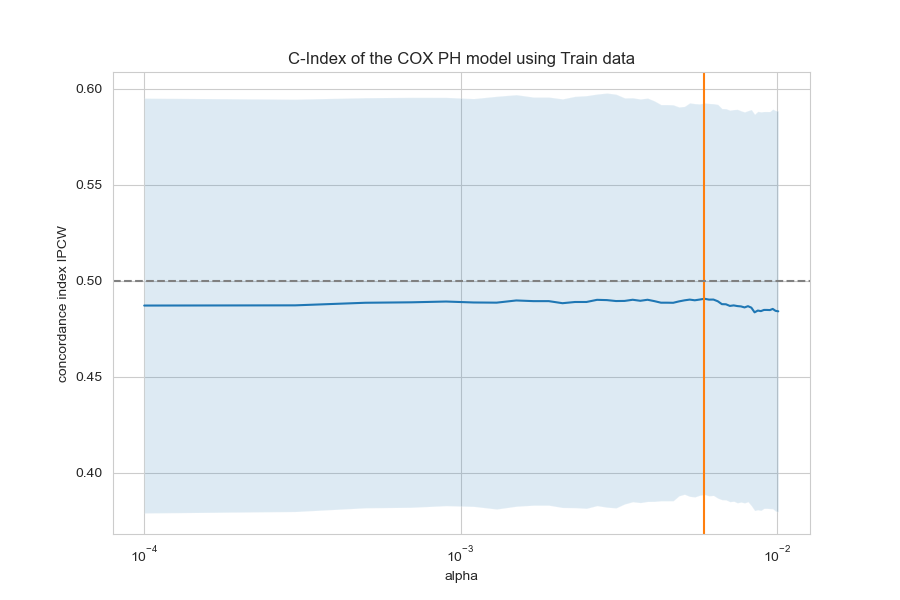 C-Index of the COX PH model using Train data
concordance index IPCW
0.60
0.55
0.50
0.45
0.40
10⁻⁴
10⁻³
10⁻²
alpha